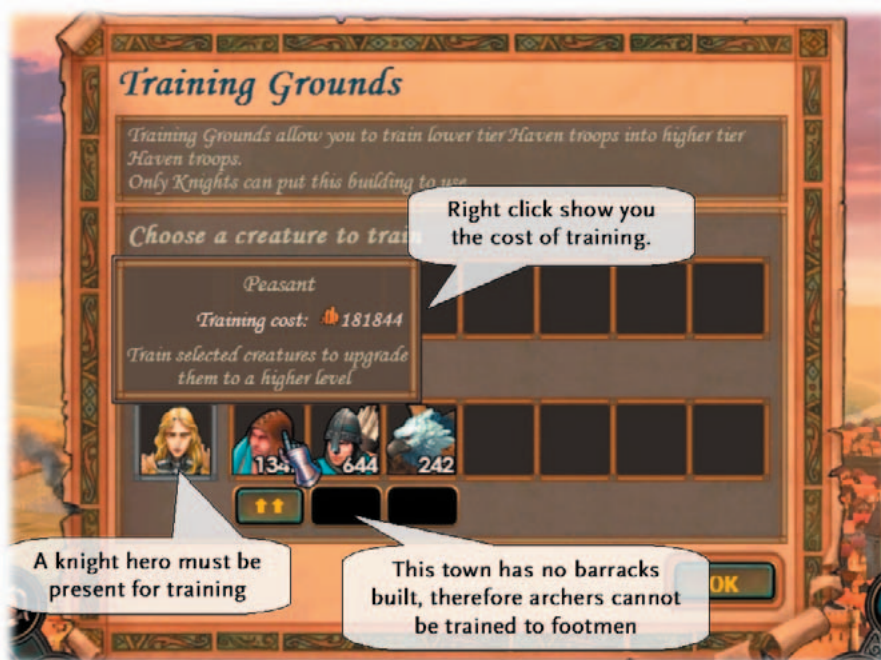 Training Grounds
Training Grounds allow you to train lower tier Haven troops into higher tier
Haven troops.
Only Knights can put this building to use
Right click show you
the cost of training.
Choose a creature to train
Peasant
Training cost: 181844
Train selected creatures to upgrade
them to a higher level
644
242
A knight hero must be
present for training
This town has no barracks
built, therefore archers cannot
be trained to footmen
OK